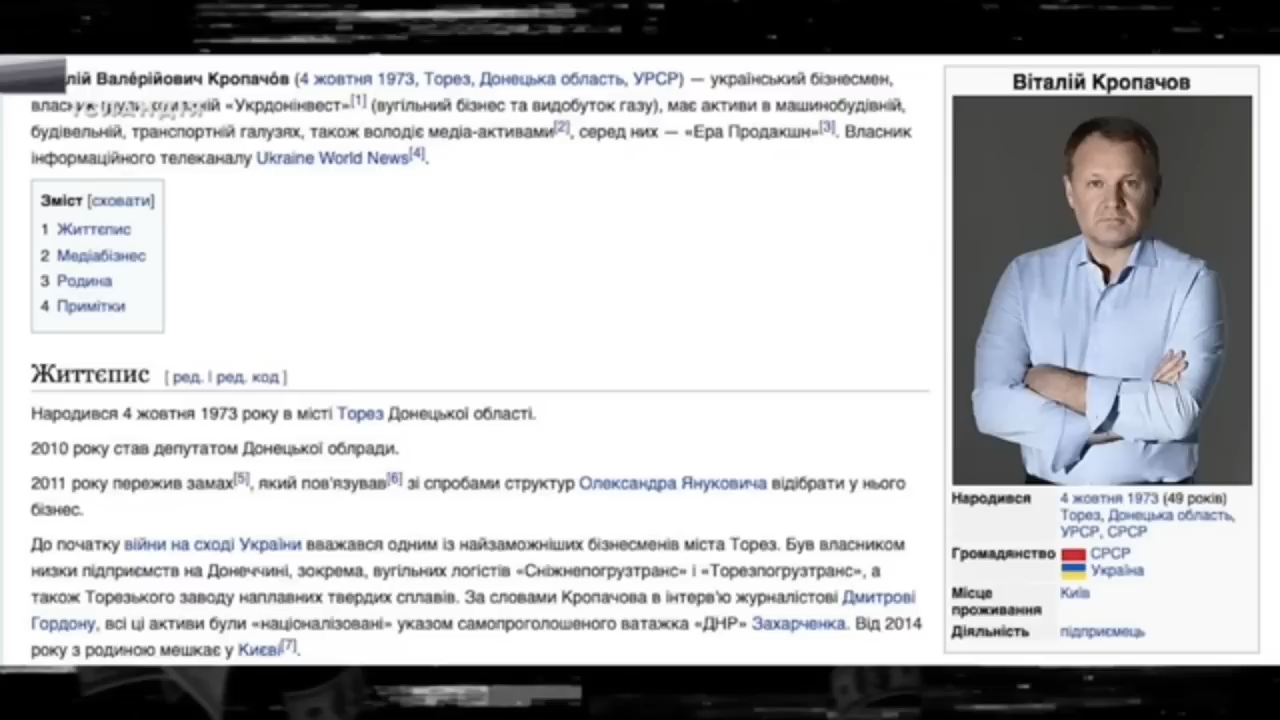 лій Вале́рійович Кропачо́в (4 жовтня 1973, Торез, Донецька область, УРСР) — український бізнесмен,
«Укрдонінвест»[1] (вугільний бізнес та видобуток газу), має активи в машинобудівній,
будівельній, транспортній галузях, також володіє медіа-активами[2], серед них — «Ера Продакшн»[3]. Власник
інформаційного телеканалу Ukraine World News[4].
Зміст [сховати]
1 Життєпис
2 Медіабізнес
3 Родина
4 Примітки
Життєпис [ ред. | ред. код ]
Народився 4 жовтня 1973 року в місті Торез Донецької області.
2010 року став депутатом Донецької облради.
2011 року пережив замах[5], який пов'язував[6] зі спробами структур Олександра Януковича відібрати у нього
бізнес.
До початку війни на сході України вважався одним із найзаможніших бізнесменів міста Торез. Був власником
низки підприємств на Донеччині, зокрема, вугільних логістів «Сніжнепогрузтранс» і «Торезпогрузтранс», а
також Торезького заводу наплавних твердих сплавів. За словами Кропачова в інтерв'ю журналістові Дмитрові
Гордону, всі ці активи були «націоналізовані» указом самопроголошеного ватажка «ДНР» Захарченка. Від 2014
року з родиною мешкає у Києві[7].
Віталій Кропачов
Народився 4 жовтня 1973 (49 років)
Торез, Донецька область,
УРСР, СРСР
Громадянство СРСР
Україна
Місце Київ
проживання
Діяльність підприємець